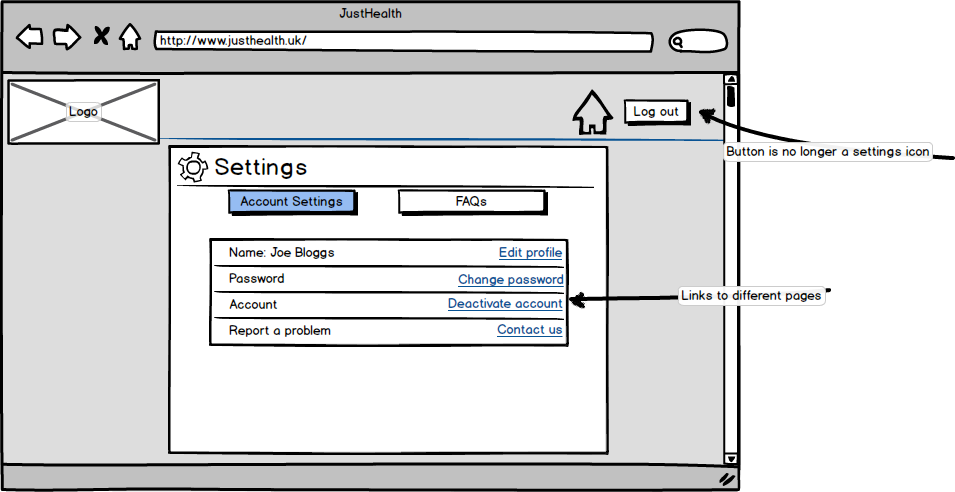 JustHealth
http://www.justhealth.uk/
Logo
Log out
Button is no longer a settings icon
Settings
Account Settings
FAQs
Name: Joe Bloggs
Edit profile
Password
Change password
Account
Deactivate account
Links to different pages
Report a problem
Contact us